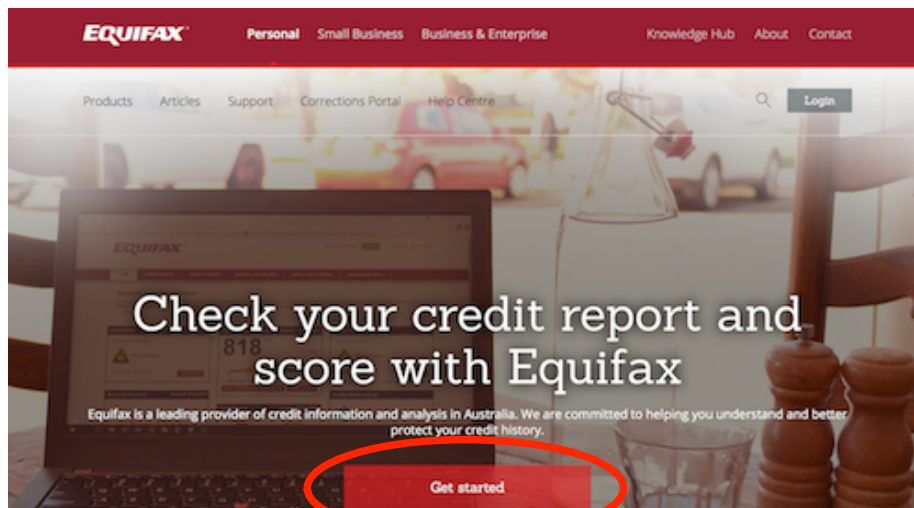 EQUIFAX
Personal Small Business Business & Enterprise
Knowledge Hub About Contact
Products Articles Support Corrections Portal Help Centre
Login
EQUIFAX
818
Check your credit report and
score with Equifax
Equifax is a leading provider of credit information and analysis in Australia. We are committed to helping you understand and better
protect your credit history.
Get started